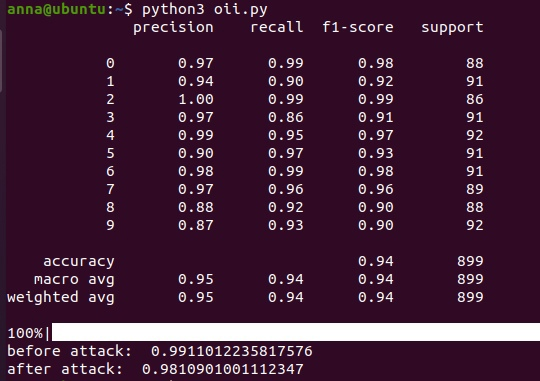 anna@ubuntu:~$ python3 oii.py
precision recall f1-score support
0 0.97 0.99 0.98 88
1 0.94 0.90 0.92 91
2 1.00 0.99 0.99 86
3 0.97 0.86 0.91 91
4 0.99 0.95 0.97 92
5 0.90 0.97 0.93 91
6 0.98 0.99 0.98 91
7 0.97 0.96 0.96 89
8 0.88 0.92 0.90 88
9 0.87 0.93 0.90 92
accuracy 0.94 899
macro avg 0.95 0.94 0.94 899
weighted avg 0.95 0.94 0.94 899
100%|
before attack: 0.9911012235817576
after attack: 0.9810901001112347